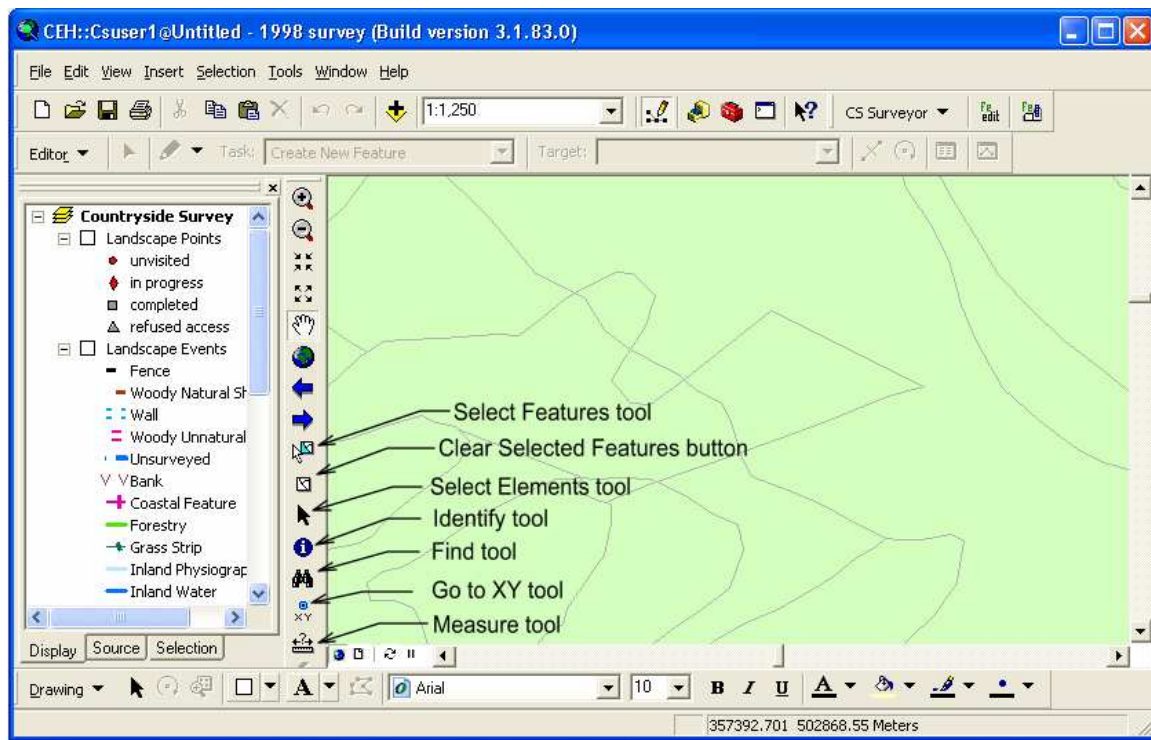 CEH::Csuser1@Untitled - 1998 survey (Build version 3.1.83.0)
File Edit View Insert Selection Tools Window Help
1:1,250 CS Surveyor Fe edit Fe
Editor Task: Create New Feature Target:
Countryside Survey
Landscape Points
unvisited
in progress
completed
refused access
Landscape Events
Fence
Woody Natural Sh
Wall
Woody Unnatural
Unsurveyed
Bank
Coastal Feature
Forestry
Grass Strip
Inland Physiograp
Inland Water
Display Source Selection
Select Features tool
Clear Selected Features button
Select Elements tool
Identify tool
Find tool
Go to XY tool
XY
Measure tool
Drawing A Arial 10 B I U A
357392.701 502868.55 Meters